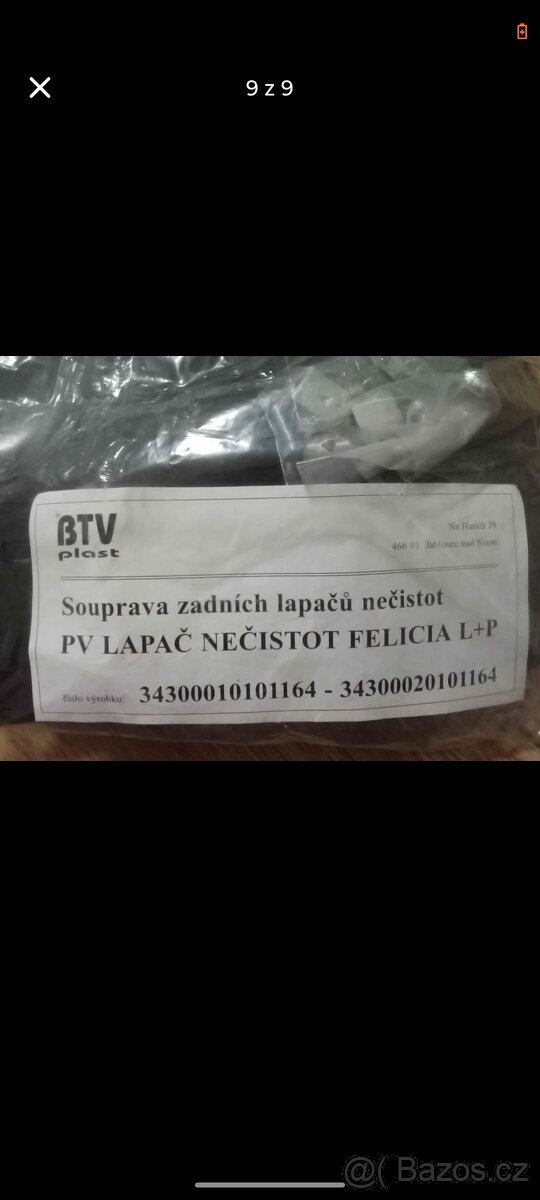 9 z 9
BTV
plast
Na Hutích 19
466 01 Jablonec nad Nisou
Souprava zadních lapačů nečistot
PV LAPAČ NEČISTOT FELICIA L+P
číslo výrobku: 34300010101164 - 34300020101164
@( Bazos.cz